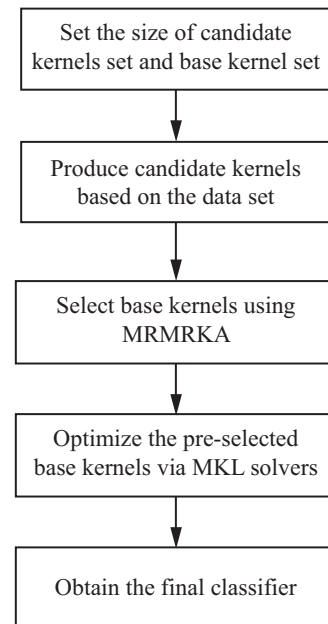 Set the size of candidate
kernels set and base kernel set
Produce candidate kernels
based on the data set
Select base kernels using
MRMRKA
Optimize the pre-selected
base kernels via MKL solvers
Obtain the final classifier